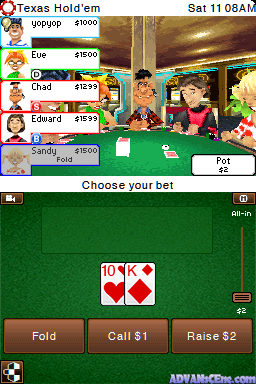 Texas Hold'em Sat 11 08AM
yopyop $1000
Eve $1500
D
Chad $1299
S
Edward $1599
B
Sandy $1500
Fold
Pot
$2
Choose your bet
All-in
10 K
$2
Fold Call $1 Raise $2
ADVANsCEne.com